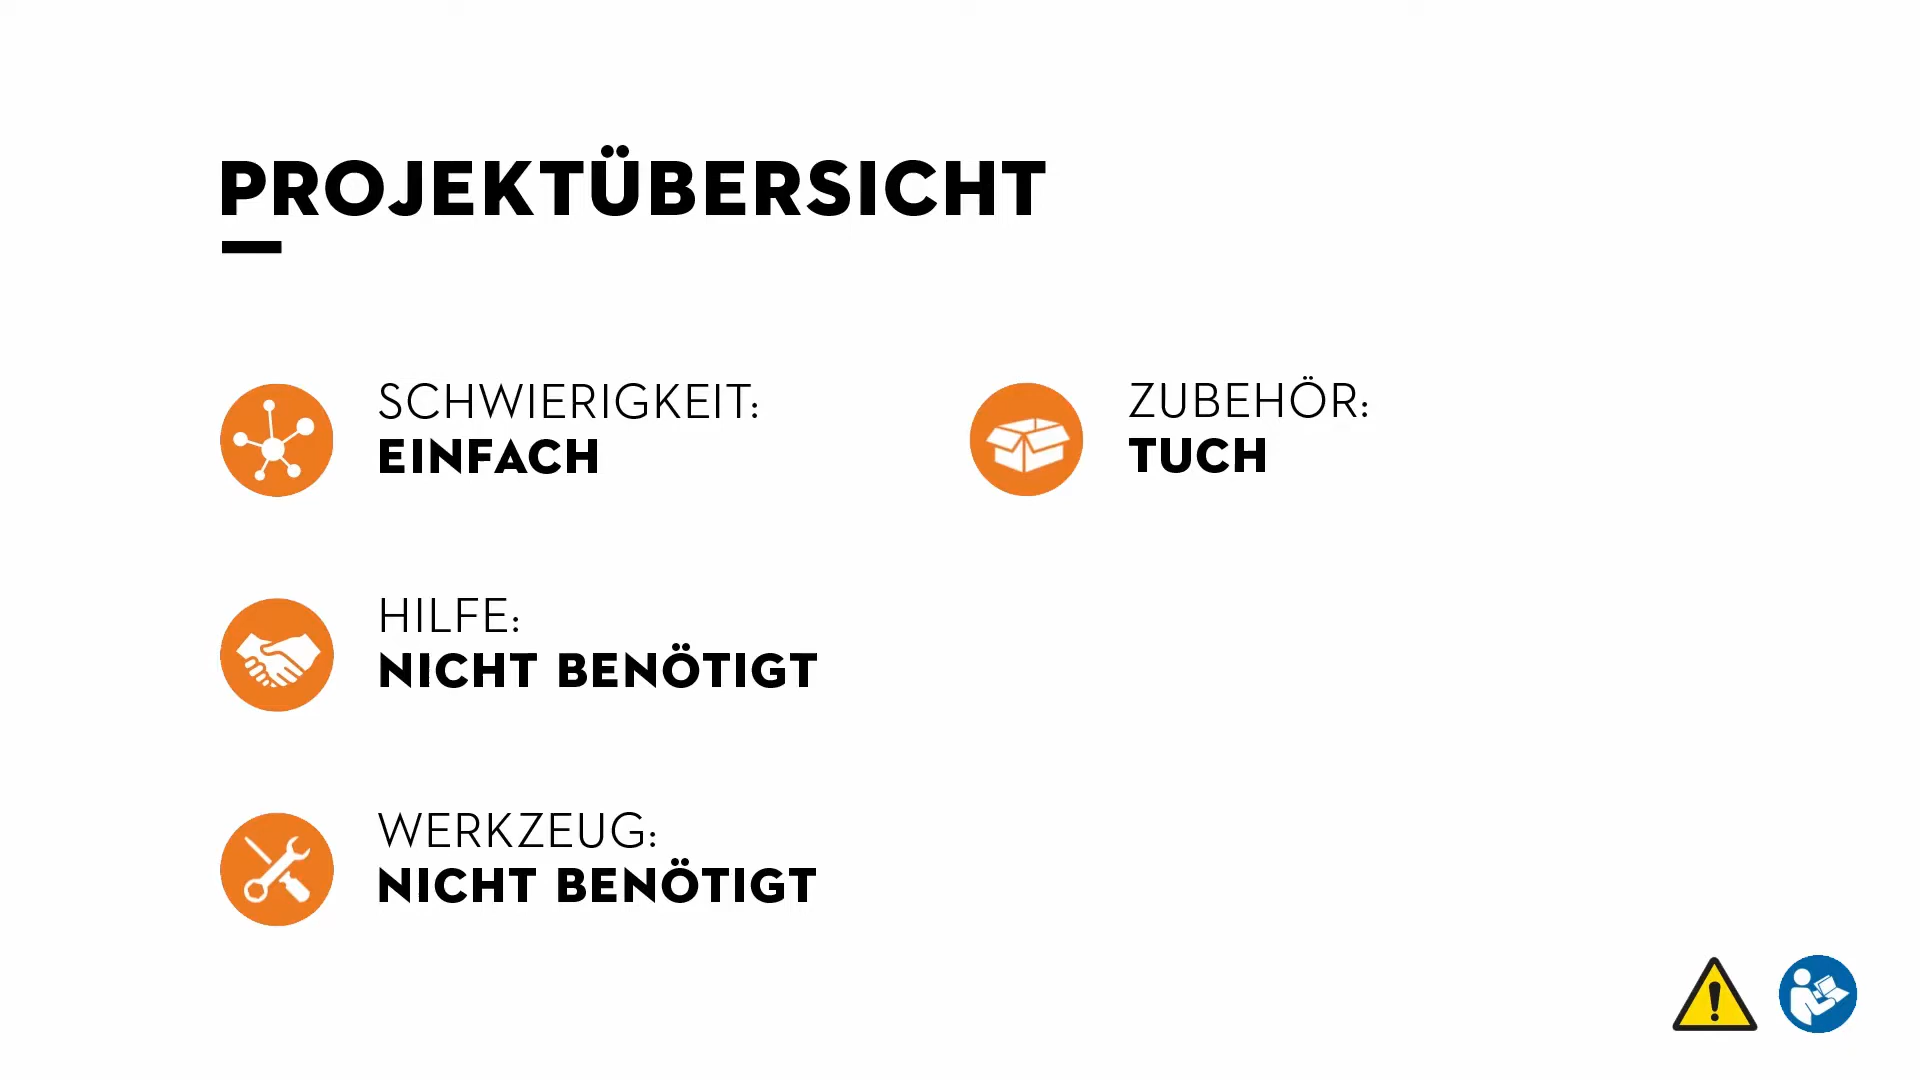 PROJEKTÜBERSICHT
SCHWIERIGKEIT:
EINFACH
HILFE:
NICHT BENÖTIGT
WERKZEUG:
NICHT BENÖTIGT
ZUBEHÖR:
TUCH